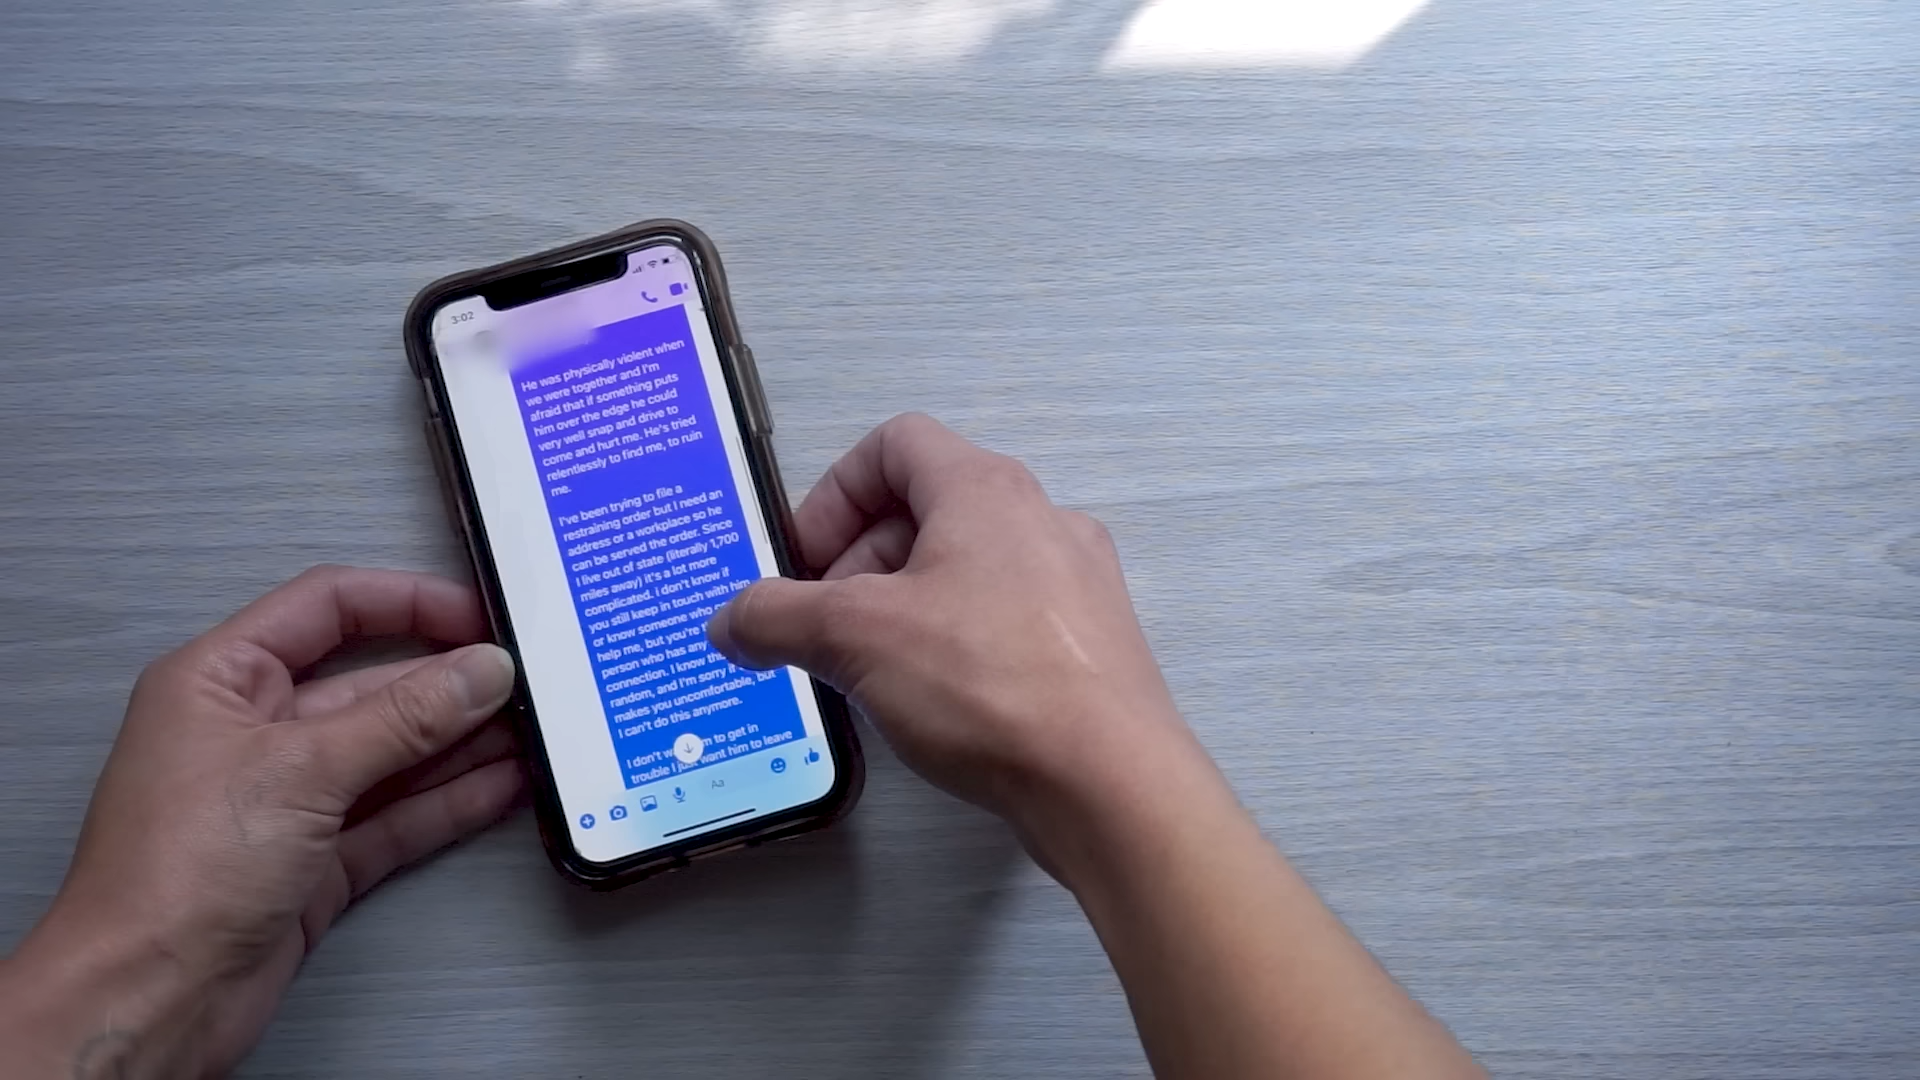 3:02
He was physically violent when
we were together and I'm
afraid that if something puts
him over the edge he could
very well snap and drive to
come and hurt me. He's tried
relentlessly to find me, to ruin
me.
I've been trying to file a
restraining order but I need an
address or a workplace so he
can be served the order. Since
I live out of state (literally 1,700
miles away) it's a lot more
complicated. i don't know if
you still keep in touch with him
or know someone who
help me, but you're
person who has any
connection. I know
random, and I'm sorry if
makes you uncomfortable, but
I can't do this anymore.
I don't to get in
trouble I just want him to leave
Aa